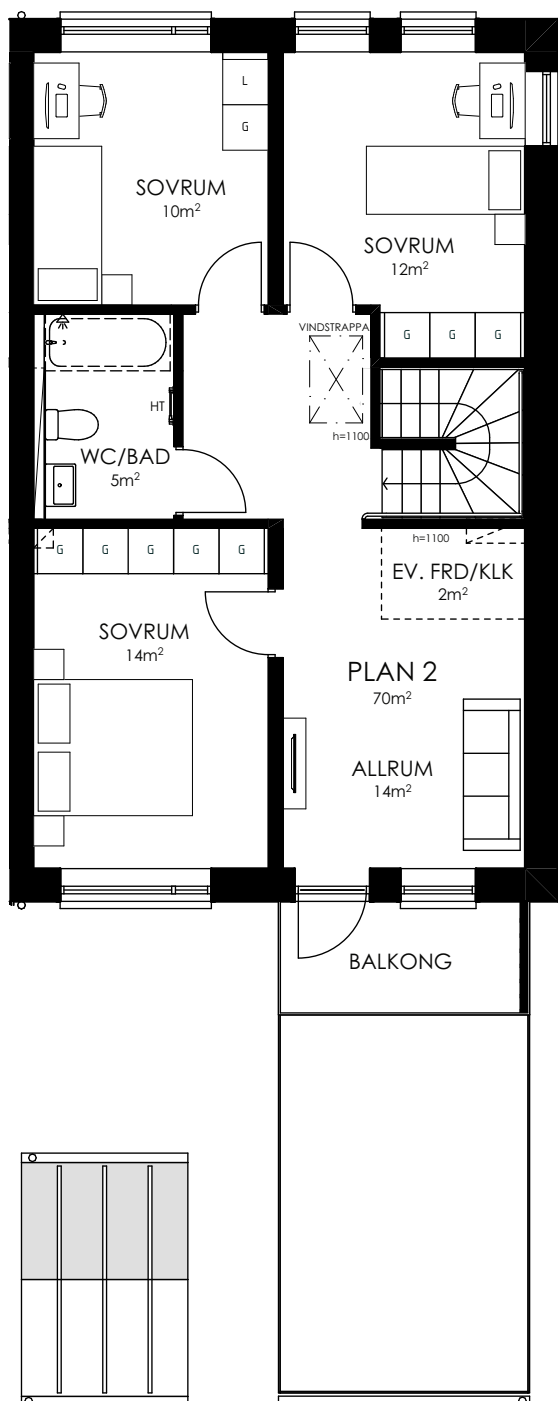 L
G
SOVRUM
10m²
SOVRUM
12m²
VINDSTRAPPA
G G G
HT
h=1100
WC/BAD
5m²
h=1100
G G G G G
EV. FRD/KLK
2m²
SOVRUM
14m²
PLAN 2
70m²
ALLRUM
14m²
BALKONG